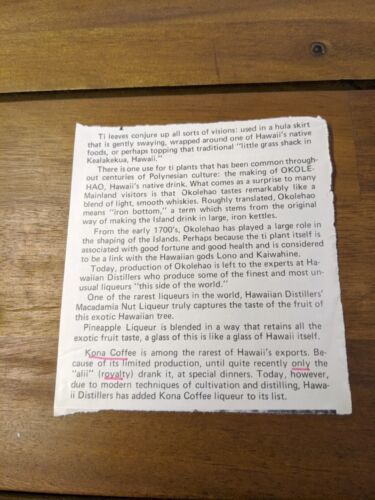 Ti leaves conjure up all sorts of visions: used in a hula skirt
that is gently swaying, wrapped around one of Hawaii's native
foods, or perhaps topping that traditional "little grass shack in
Kealakekua, Hawaii."
There is one use for ti plants that has been common through-
out centuries of Polynesian culture: the making of OKOLE-
HAO, Hawaii's native drink. What comes as a surprise to many
Mainland visitors is that Okolehao tastes remarkably like a
blend of light, smooth whiskies. Roughly translated, Okolehao
means "iron bottom," a term which stems from the original
way of making the Island drink in large, iron kettles.
From the early 1700's, Okolehao has played a large role in
the shaping of the Islands. Perhaps because the ti plant itself is
associated with good fortune and good health and is considered
to be a link with the Hawaiian gods Lono and Kaiwahine.
Today, production of Okolehao is left to the experts at Ha-
waiian Distillers who produce some of the finest and most un-
usual liqueurs "this side of the world."
One of the rarest liqueurs in the world, Hawaiian Distillers'
Macadamia Nut Liqueur truly captures the taste of the fruit of
this exotic Hawaiian tree.
Pineapple Liqueur is blended in a way that retains all the
exotic fruit taste, a glass of this is like a glass of Hawaii itself.
Kona Coffee is among the rarest of Hawaii's exports. Be-
cause of its limited production, until quite recently only the
"alii" (royalty) drank it, at special dinners. Today, however,
due to modern techniques of cultivation and distilling, Hawa-
ii Distillers has added Kona Coffee liqueur to its list.